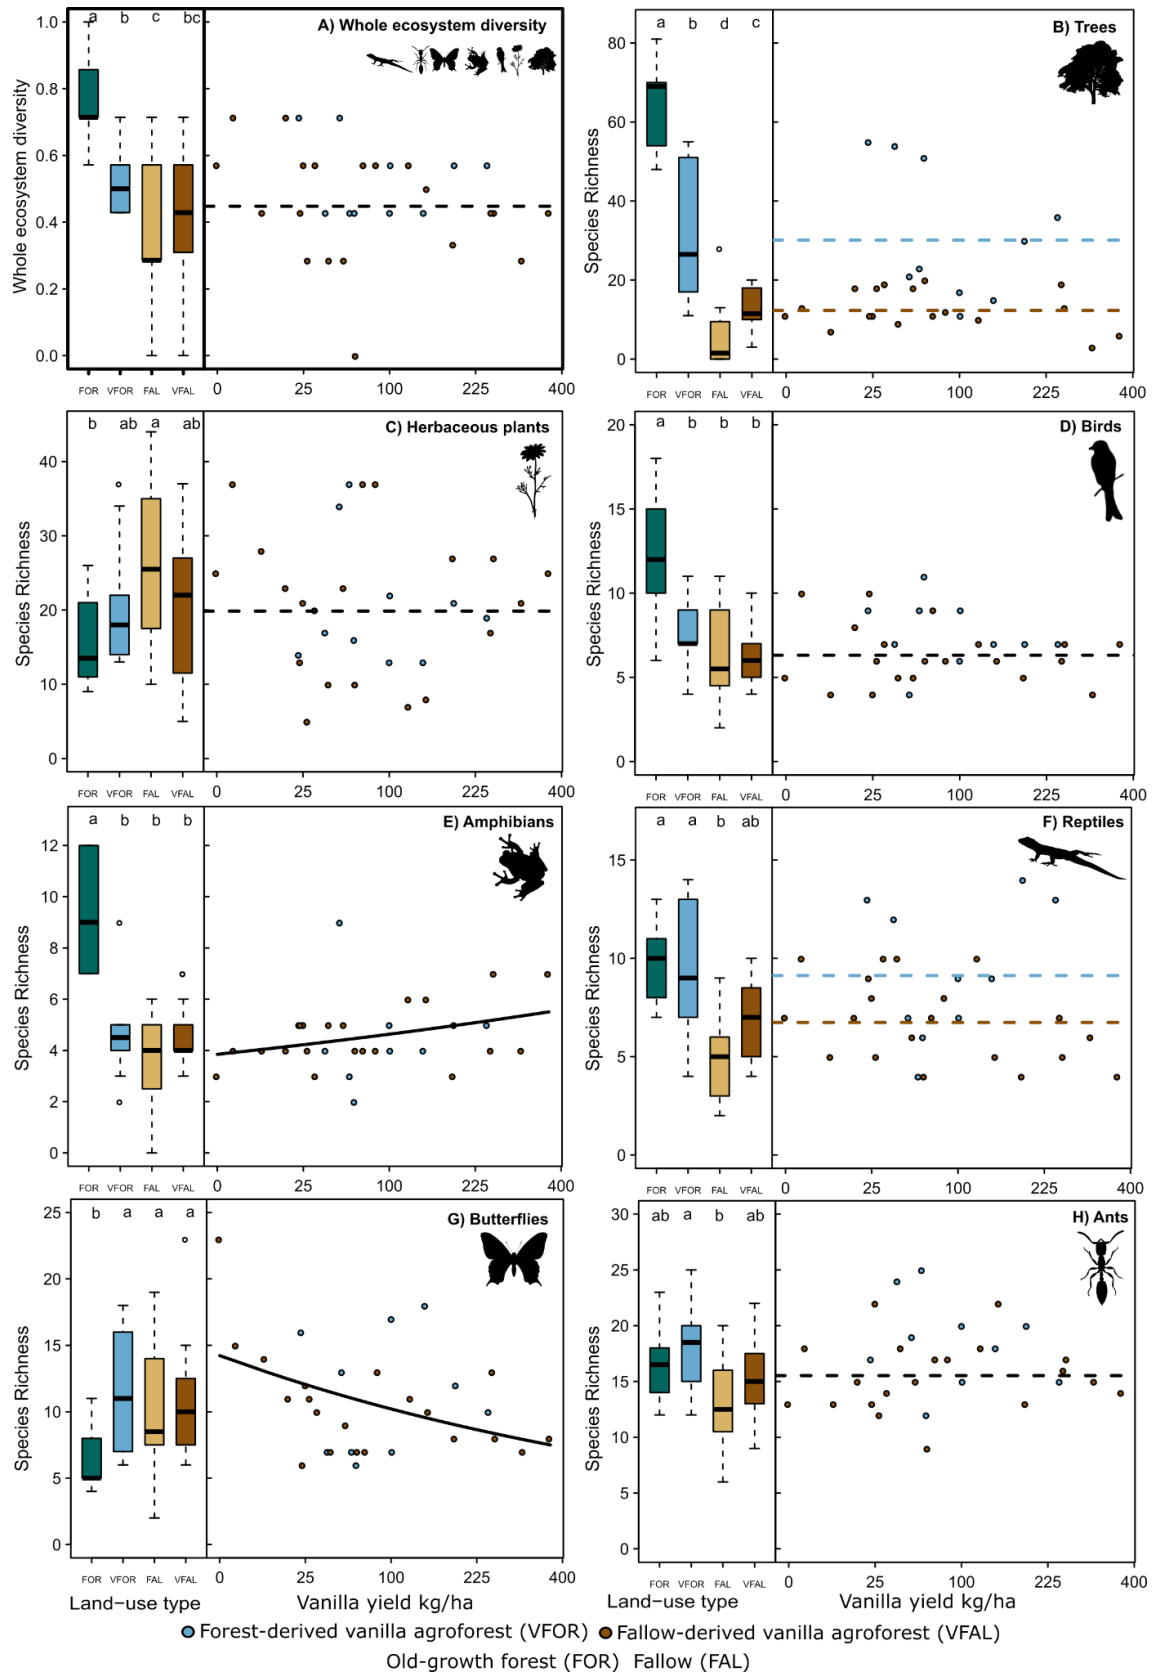 A) Whole ecosystem diversity
a b c bc
Whole ecosystem diversity
1.0
0.8
0.6
0.4
0.2
0.0
FOR VFOR FAL VFAL
0 25 100 225 400
B) Trees
a b d c
Species Richness
80
60
40
20
0
FOR VFOR FAL VFAL
0 25 100 225 400
C) Herbaceous plants
b ab a ab
Species Richness
40
30
20
10
0
FOR VFOR FAL VFAL
0 25 100 225 400
D) Birds
a b b b
Species Richness
20
15
10
5
0
FOR VFOR FAL VFAL
0 25 100 225 400
E) Amphibians
a b b b
Species Richness
12
10
8
6
4
2
0
FOR VFOR FAL VFAL
0 25 100 225 400
F) Reptiles
a a b ab
Species Richness
15
10
5
0
FOR VFOR FAL VFAL
0 25 100 225 400
G) Butterflies
b a a a
Species Richness
25
20
15
10
5
0
FOR VFOR FAL VFAL
0 25 100 225 400
Land−use type
Vanilla yield kg/ha
H) Ants
ab a b ab
Species Richness
30
25
20
15
10
5
0
FOR VFOR FAL VFAL
0 25 100 225 400
Land−use type
Vanilla yield kg/ha
Forest-derived vanilla agroforest (VFOR) Fallow-derived vanilla agroforest (VFAL)
Old-growth forest (FOR) Fallow (FAL)